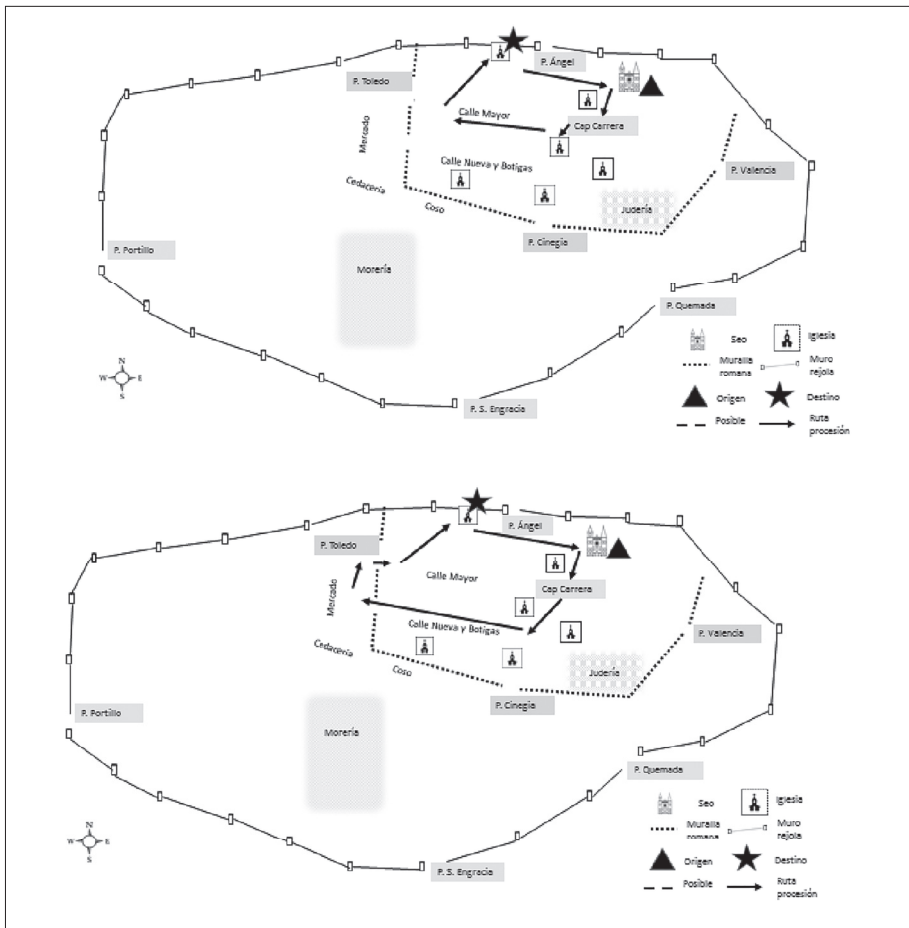 P. Ángel
P. Toledo
Calle Mayor
Cap Carrera
Mercado
Calle Nueva y Botigas
P. Valencia
Cedacería
Coso
Judería
P. Cinegia
P. Portillo
Morería
P. Quemada
Seo
Iglesia
Muralla
romana
Muro
rejola
N
W
E
S
Origen
Destino
P. S. Engracia
Posible
Ruta
procesión
P. Ángel
P. Toledo
Calle Mayor
Cap Carrera
Mercado
Calle Nueva y Botigas
P. Valencia
Cedacería
Coso
Judería
P. Cinegia
P. Portillo
Morería
P. Quemada
Seo
Iglesia
Muralla
romana
Muro
rejola
N
W
E
S
Origen
Destino
P. S. Engracia
Posible
Ruta
procesión